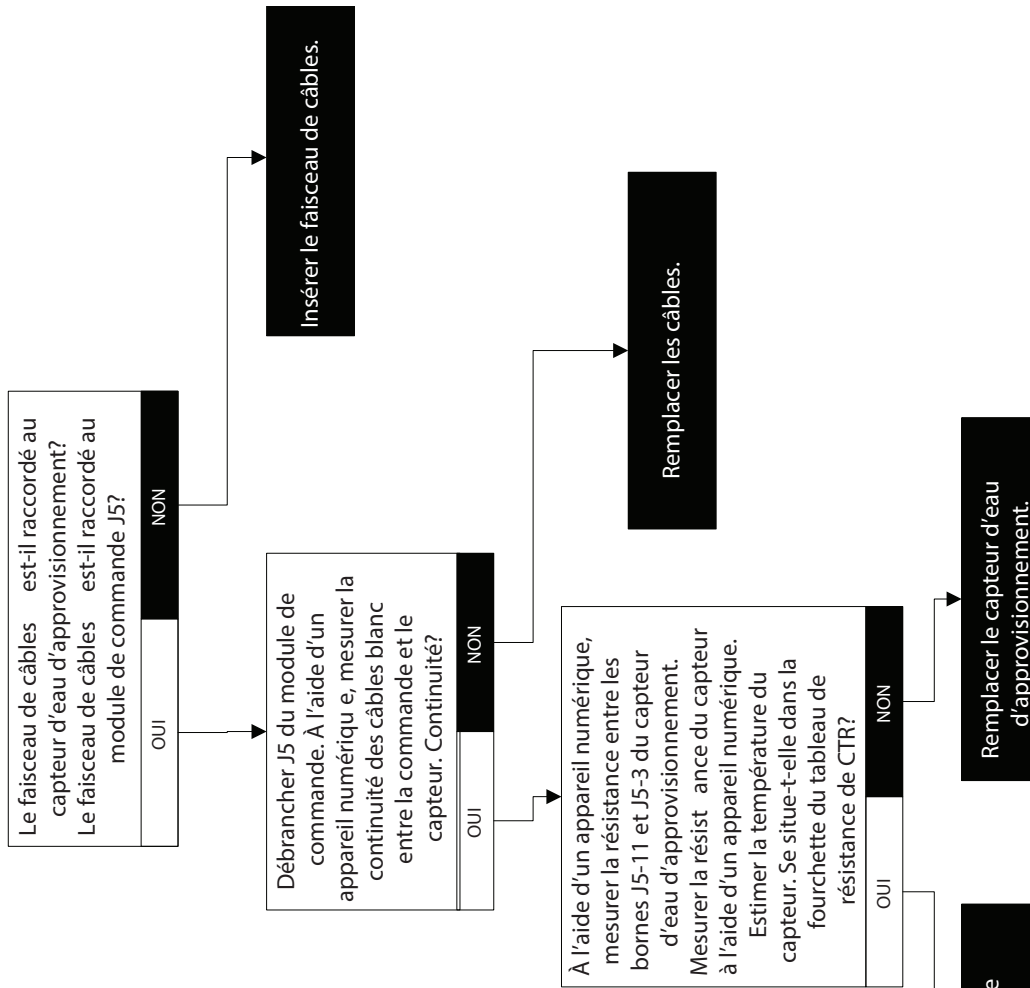 Le faisceau de câbles est-il raccordé au
capteur d'eau d'approvisionnement?
Le faisceau de câbles est-il raccordé au
module de commande J5?
OUI
NON
Insérer le faisceau de câbles.
Débrancher J5 du module de
commande. À l'aide d'un
appareil numériqu e, mesurer la
continuité des câbles blanc
entre la commande et le
capteur. Continuité?
OUI
NON
Remplacer les câbles.
À l'aide d'un appareil numérique,
mesurer la résistance entre les
bornes J5-11 et J5-3 du capteur
d'eau d'approvisionnement.
Mesurer la résist ance du capteur
à l'aide d'un appareil numérique.
Estimer la température du
capteur. Se situe-t-elle dans la
fourchette du tableau de
résistance de CTR?
OUI
NON
Remplacer le capteur d'eau
d'approvisionnement.
e